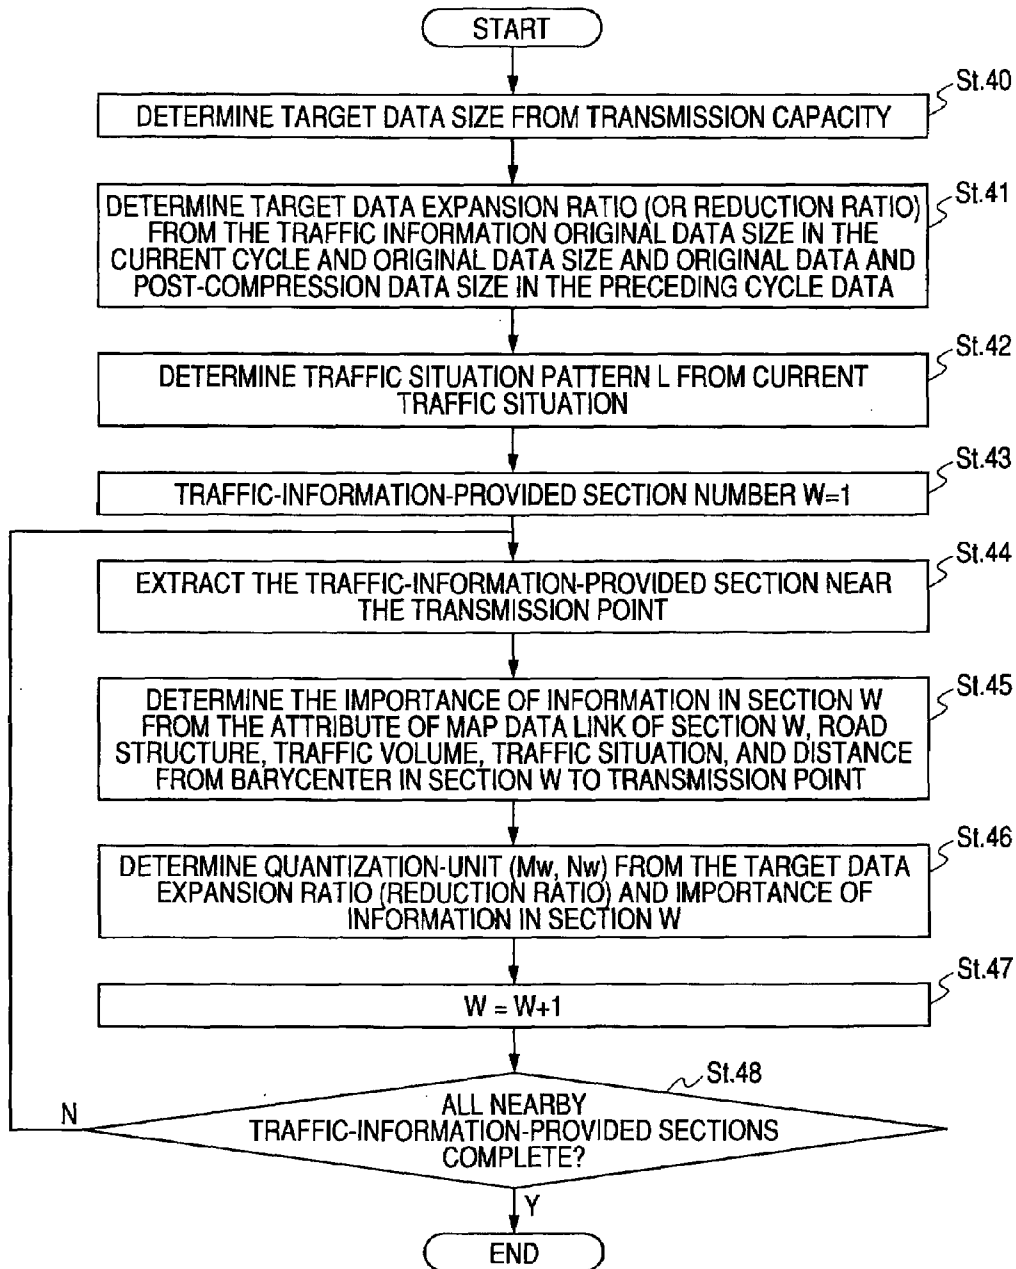 START
St.40
DETERMINE TARGET DATA SIZE FROM TRANSMISSION CAPACITY
St.41
DETERMINE TARGET DATA EXPANSION RATIO (OR REDUCTION RATIO)
FROM THE TRAFFIC INFORMATION ORIGINAL DATA SIZE IN THE
CURRENT CYCLE AND ORIGINAL DATA SIZE AND ORIGINAL DATA AND
POST-COMPRESSION DATA SIZE IN THE PRECEDING CYCLE DATA
St.42
DETERMINE TRAFFIC SITUATION PATTERN L FROM CURRENT
TRAFFIC SITUATION
St.43
TRAFFIC-INFORMATION-PROVIDED SECTION NUMBER W=1
St.44
EXTRACT THE TRAFFIC-INFORMATION-PROVIDED SECTION NEAR
THE TRANSMISSION POINT
St.45
DETERMINE THE IMPORTANCE OF INFORMATION IN SECTION W
FROM THE ATTRIBUTE OF MAP DATA LINK OF SECTION W, ROAD
STRUCTURE, TRAFFIC VOLUME, TRAFFIC SITUATION, AND DISTANCE
FROM BARYCENTER IN SECTION W TO TRANSMISSION POINT
St.46
DETERMINE QUANTIZATION-UNIT (Mw, Nw) FROM THE TARGET DATA
EXPANSION RATIO (REDUCTION RATIO) AND IMPORTANCE OF
INFORMATION IN SECTION W
St.47
W = W+1
St.48
ALL NEARBY
TRAFFIC-INFORMATION-PROVIDED SECTIONS
COMPLETE?
N
Y
END